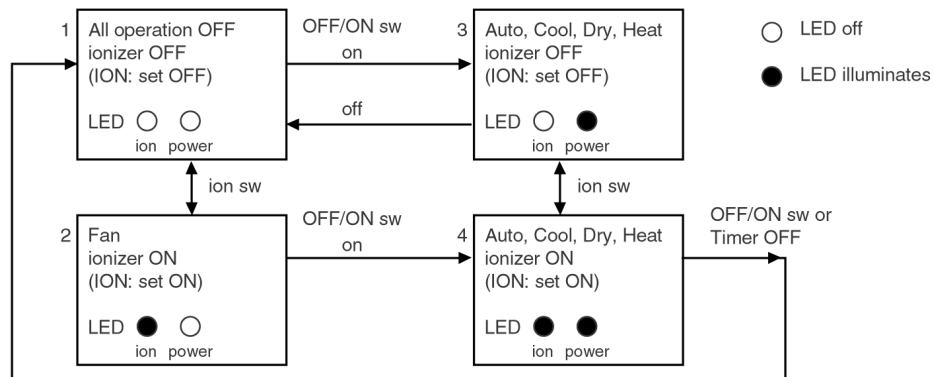 1
All operation OFF
ionizer OFF
(ION: set OFF)
LED
ion power
OFF/ON sw
on
off
3
Auto, Cool, Dry, Heat
ionizer OFF
(ION: set OFF)
LED
ion power
LED off
LED illuminates
ion sw
ion sw
2
Fan
ionizer ON
(ION: set ON)
LED
ion power
OFF/ON sw
on
4
Auto, Cool, Dry, Heat
ionizer ON
(ION: set ON)
LED
ion power
OFF/ON sw or
Timer OFF